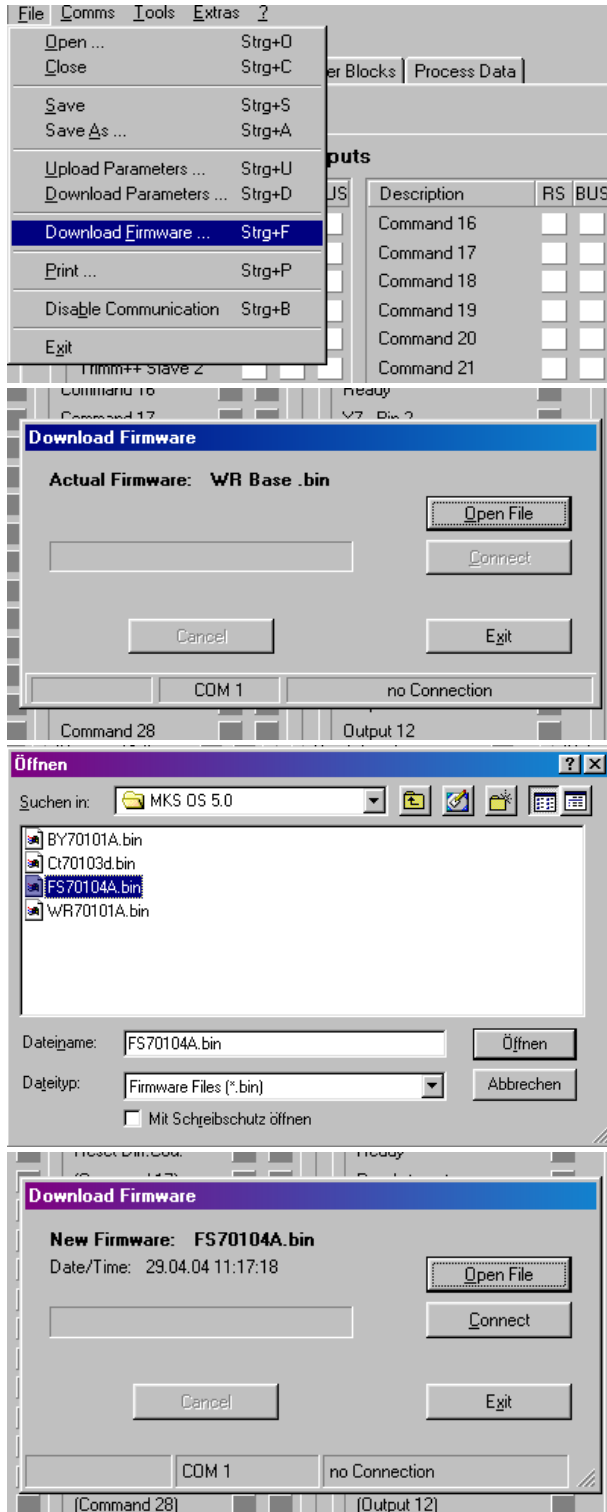 File Comms Tools Extras ?
Open ... Strg+O
Close Strg+C
er Blocks Process Data
Save Strg+S
Save As ... Strg+A
puts
Upload Parameters ... Strg+U
Download Parameters ... Strg+D
US Description RS BUS
Command 16
Download Firmware ... Strg+F
Command 17
Print ... Strg+P
Command 18
Disable Communication Strg+B
Command 19
Command 20
Exit
Trimm++ Slave 2
Command 21
Command 16 Ready
Command 17 X7 Pin 2
Download Firmware
Actual Firmware: WR Base .bin
Open File
Connect
Cancel Exit
COM 1 no Connection
Command 28 Output 12
Öffnen ? x
Suchen in: MKS OS 5.0
BY70101A.bin
Ct70103d.bin
FS70104A.bin
WR70101A.bin
Dateiname: FS70104A.bin Öffnen
Dateityp: Firmware Files (*.bin) Abbrechen
Mit Schreibschutz öffnen
Ready
Download Firmware
New Firmware: FS70104A.bin
Date/Time: 29.04.04 11:17:18
Open File
Connect
Cancel Exit
COM 1 no Connection
(Command 28) (Output 12)